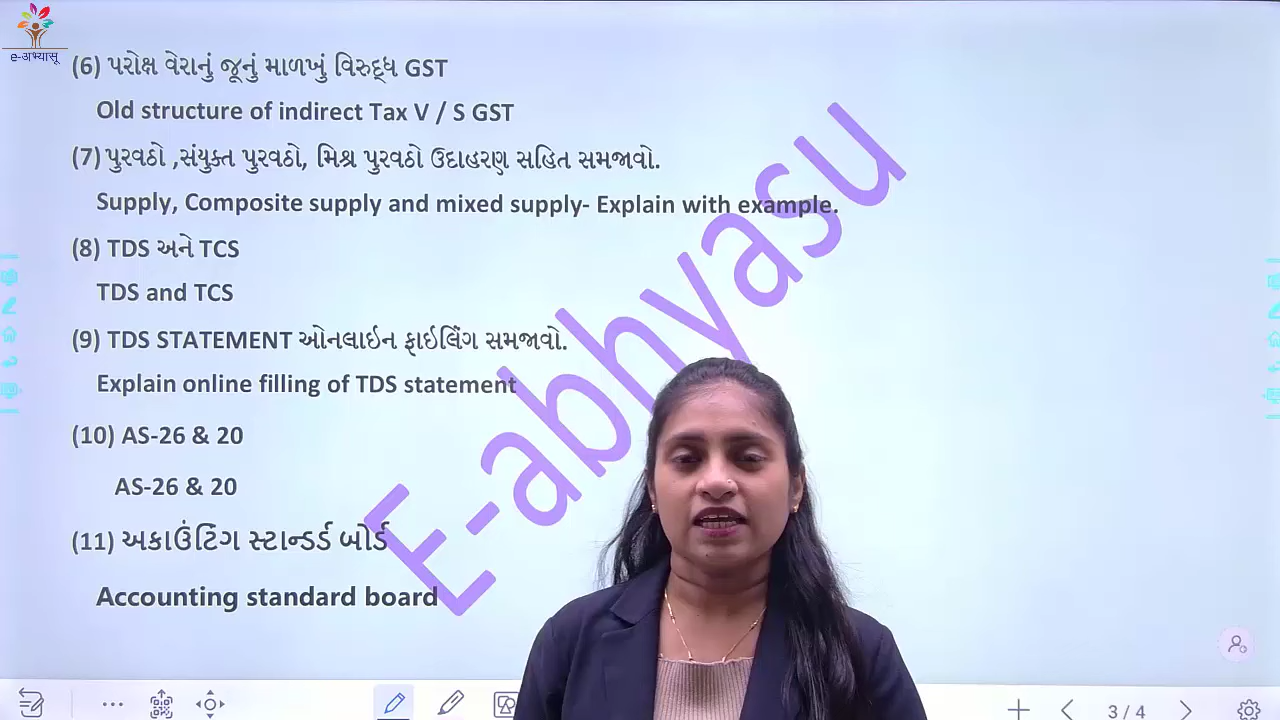 e-अभ्यासू
(6) પરોક્ષ વેરાનું જૂનું માળખું વિરુદ્ધ GST
Old structure of indirect Tax V / S GST
(7) પુરવઠો ,સંયુક્ત પુરવઠો, મિશ્ર પુરવઠો ઉદાહરણ સહિત સમજાવો.
Supply, Composite supply and mixed supply- Explain with example.
(8) TDS અને TCS
TDS and TCS
(9) TDS STATEMENT ઓનલાઇન ફાઇલિંગ સમજાવો.
Explain online filling of TDS statement
(10) AS-26 & 20
AS-26 & 20
(11) અકાઉંટિંગ સ્ટાન્ડર્ડ બોર્ડ
Accounting standard board
E-abhyasu
3 / 4